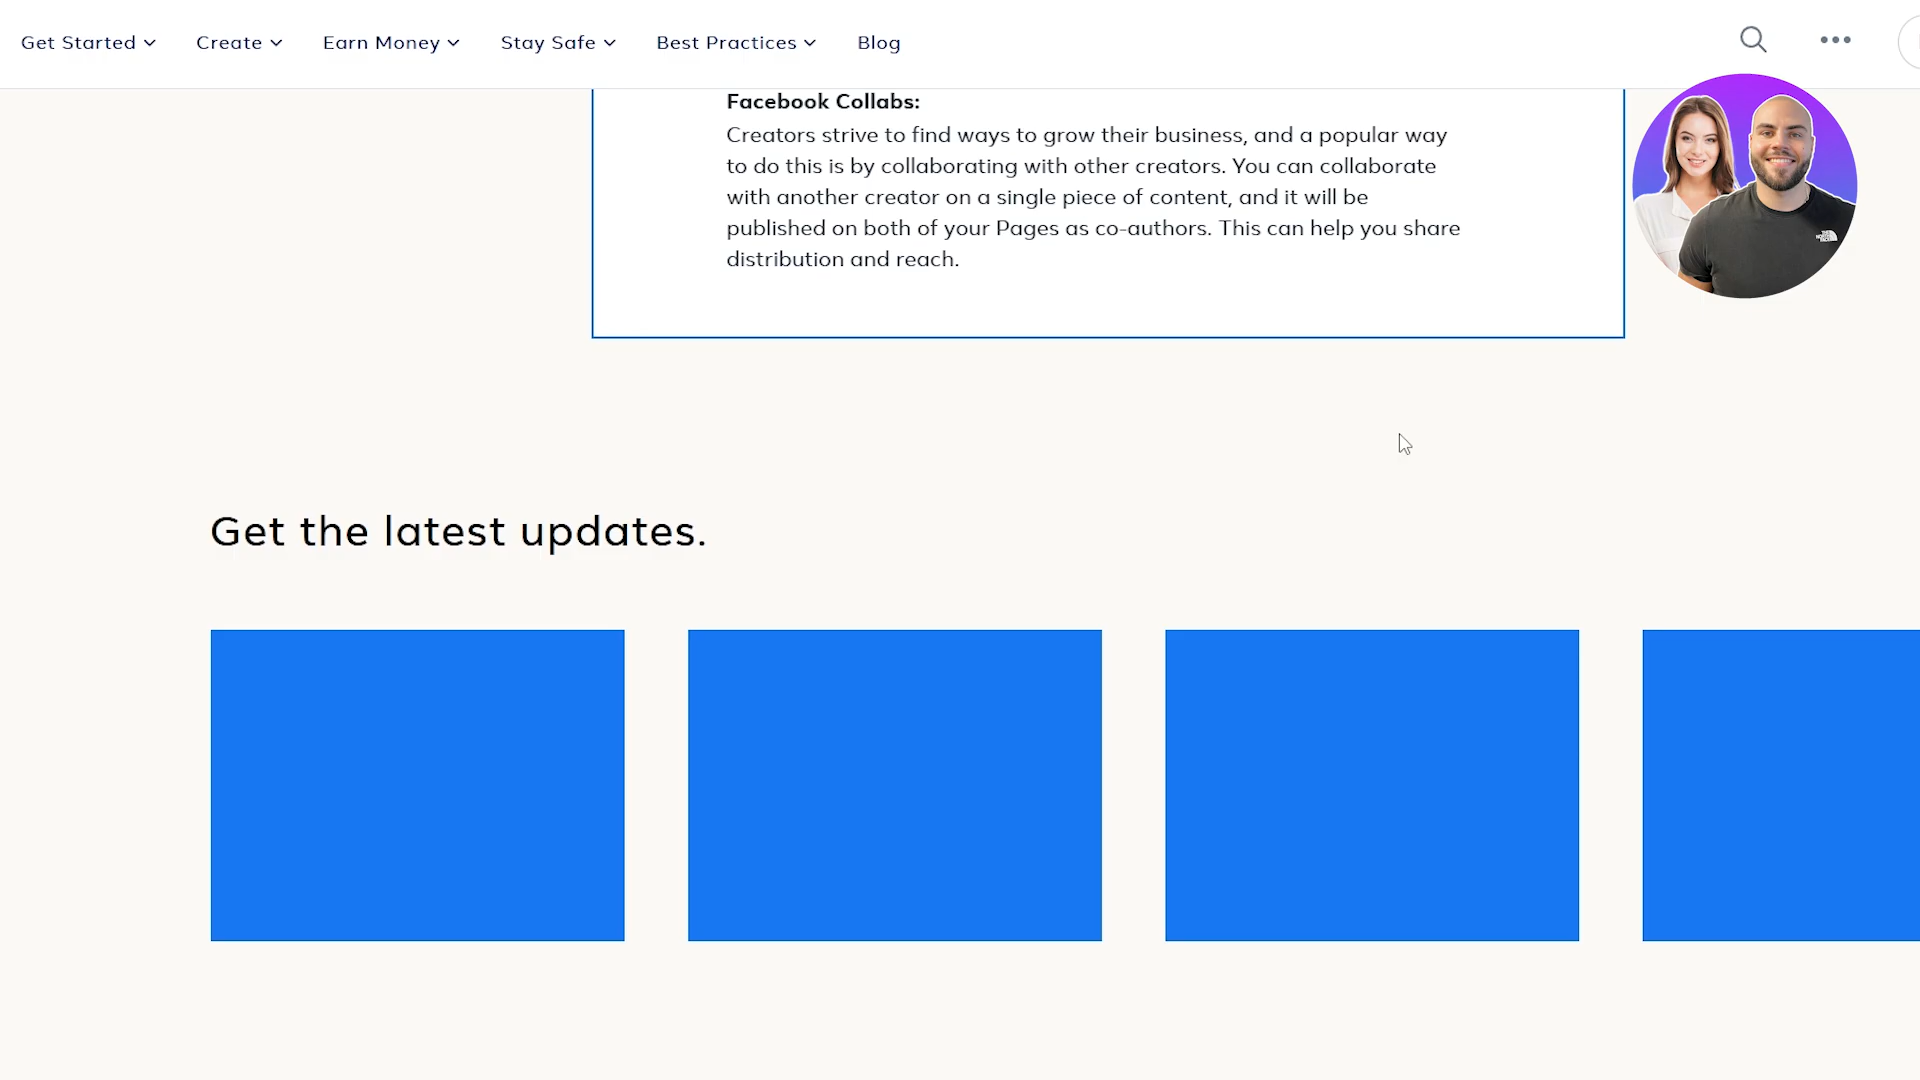 Get Started
Create
Earn Money
Stay Safe
Best Practices
Blog
Facebook Collabs:
Creators strive to find ways to grow their business, and a popular way
to do this is by collaborating with other creators. You can collaborate
with another creator on a single piece of content, and it will be
published on both of your Pages as co-authors. This can help you share
distribution and reach.
Get the latest updates.